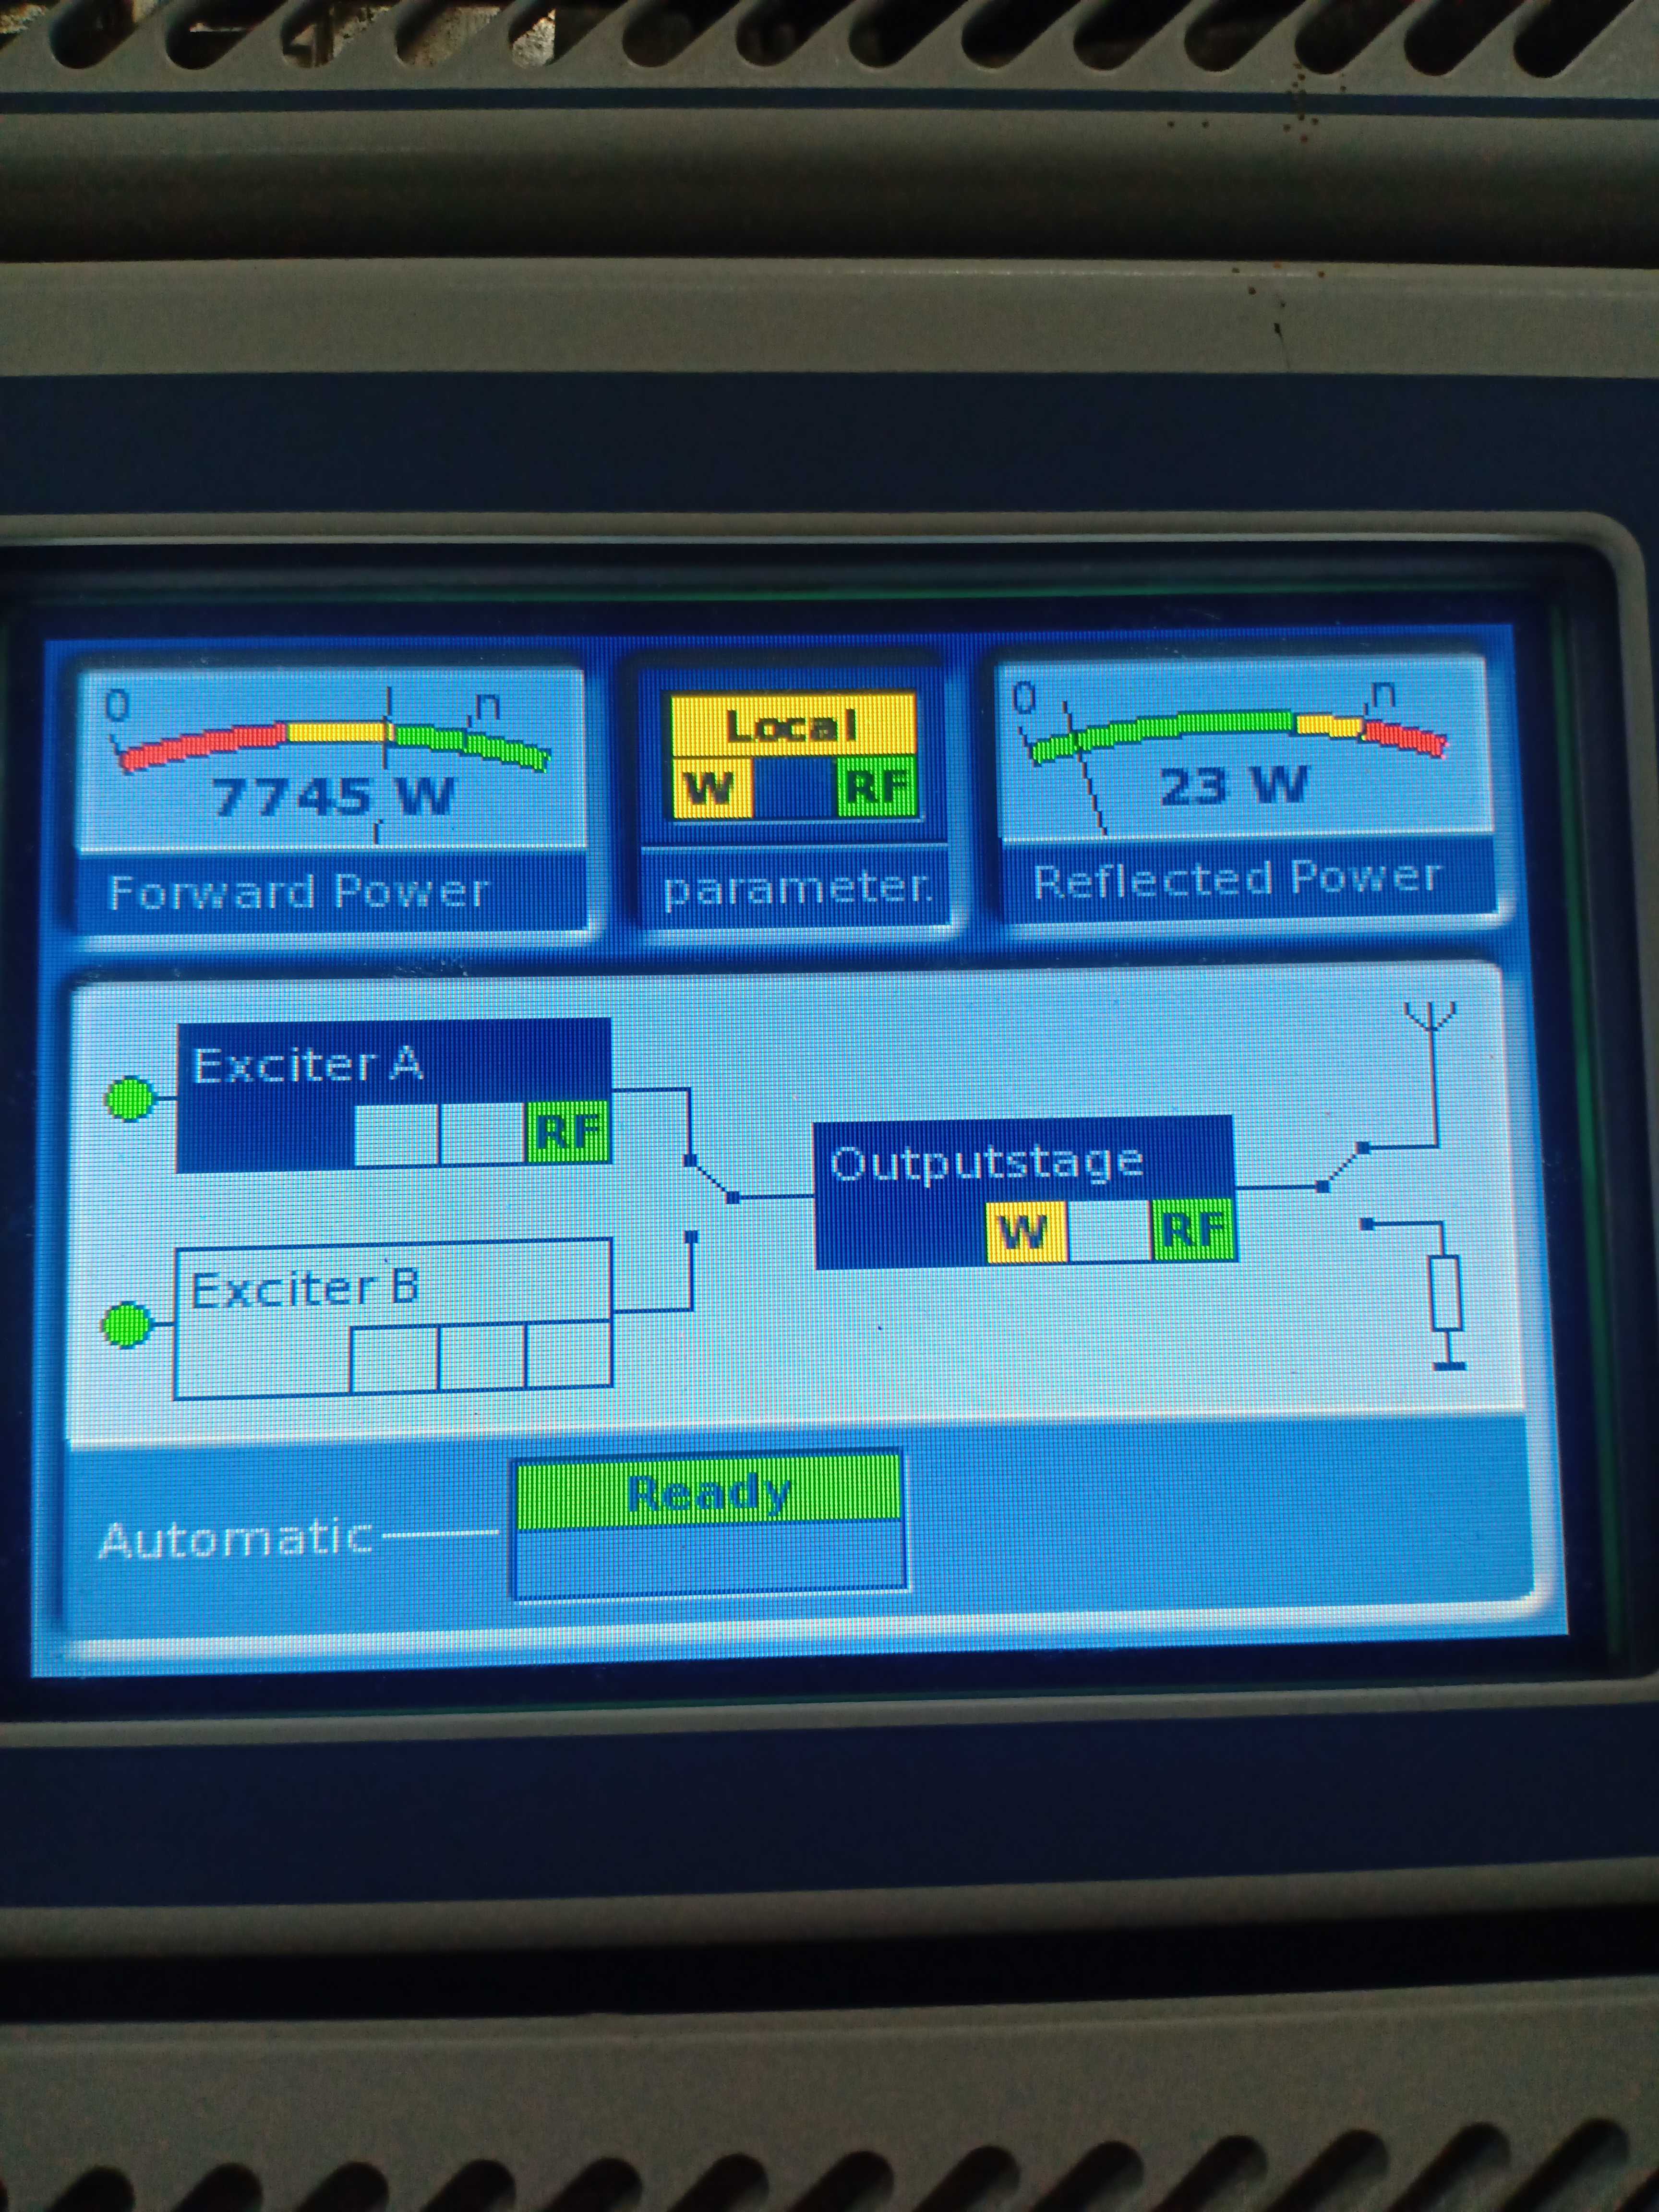 0 n
7745 W
Forward Power
Local
W RF
parameter.
0 n
23 W
Reflected Power
Exciter A
RF
Outputstage
W RF
Exciter B
Ready
Automatic